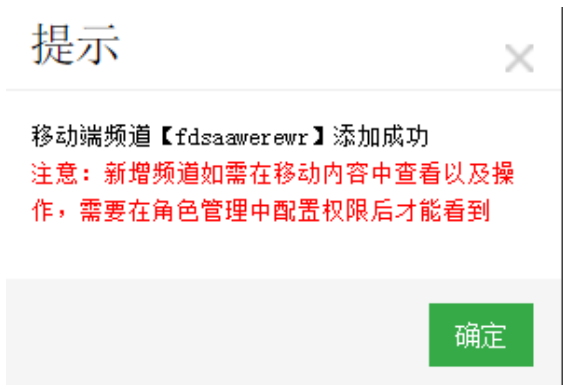 提示
移动端频道【fdsaawerewr】添加成功
注意：新增频道如需在移动内容中查看以及操
作，需要在角色管理中配置权限后才能看到
确定